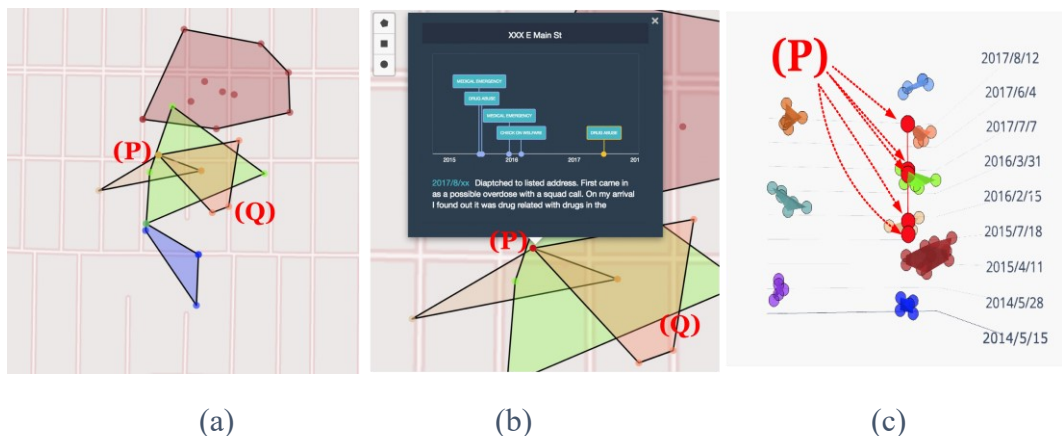 (P)
(Q)
XXX E Main St
MEDICAL EMERGENCY
DRUG ABUSE
MEDICAL EMERGENCY
CHECK ON WELFARE
DRUG ABUSE
2015
2016
2017
201
2017/8/xx Diaptched to listed address. First came in
as a possible overdose with a squad call. On my arrival
I found out it was drug related with drugs in the
(P)
(Q)
(P)
2017/8/12
2017/6/4
2017/7/7
2016/3/31
2016/2/15
2015/7/18
2015/4/11
2014/5/28
2014/5/15
(a)
(b)
(c)